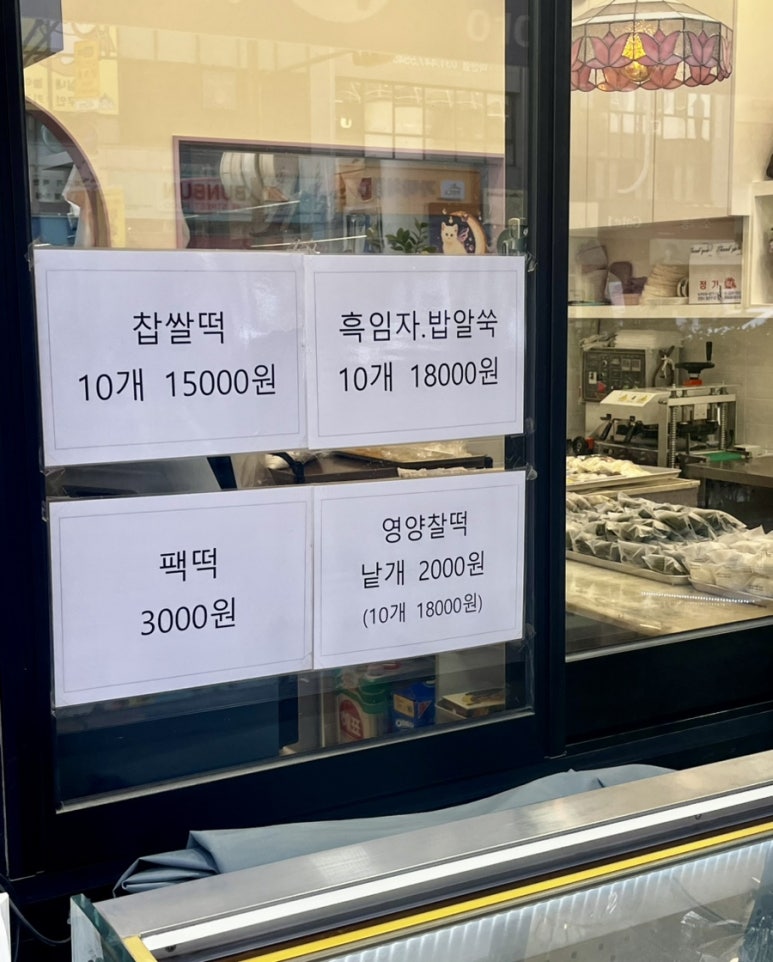 찹쌀떡
10개 15000원
흑임자.밥알쑥
10개 18000원
팩떡
3000원
영양찰떡
낱개 2000원
(10개 18000원)
OREO